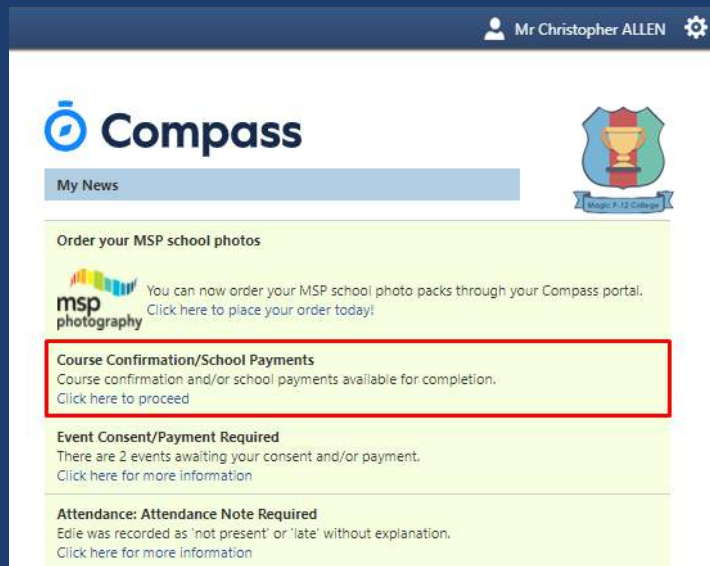 Mr Christopher ALLEN
Compass
My News
Magic P-12 College
Order your MSP school photos
msp
photography
You can now order your MSP school photo packs through your Compass portal.
Click here to place your order today!
Course Confirmation/School Payments
Course confirmation and/or school payments available for completion.
Click here to proceed
Event Consent/Payment Required
There are 2 events awaiting your consent and/or payment.
Click here for more information
Attendance: Attendance Note Required
Edie was recorded as 'not present' or 'late' without explanation.
Click here for more information